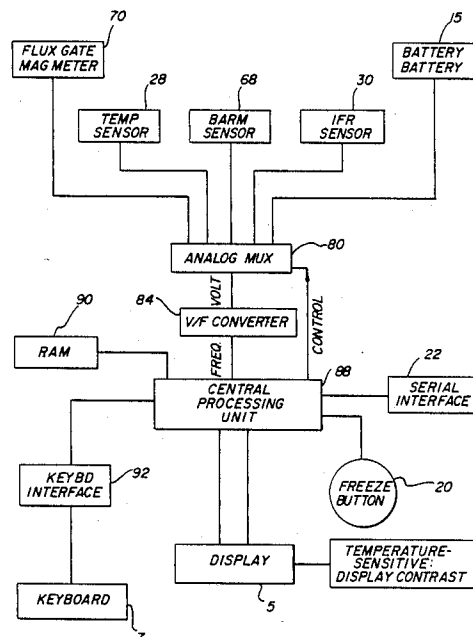 70
15
FLUX GATE
MAG METER
BATTERY
BATTERY
28
68
30
TEMP
SENSOR
BARM
SENSOR
IFR
SENSOR
ANALOG MUX
80
VOLT
84
V/F CONVERTER
CONTROL
90
FREQ.
88
RAM
22
CENTRAL
PROCESSING
UNIT
SERIAL
INTERFACE
KEYBD
INTERFACE
92
FREEZE
BUTTON
20
DISPLAY
TEMPERATURE-
SENSITIVE:
DISPLAY CONTRAST
5
KEYBOARD